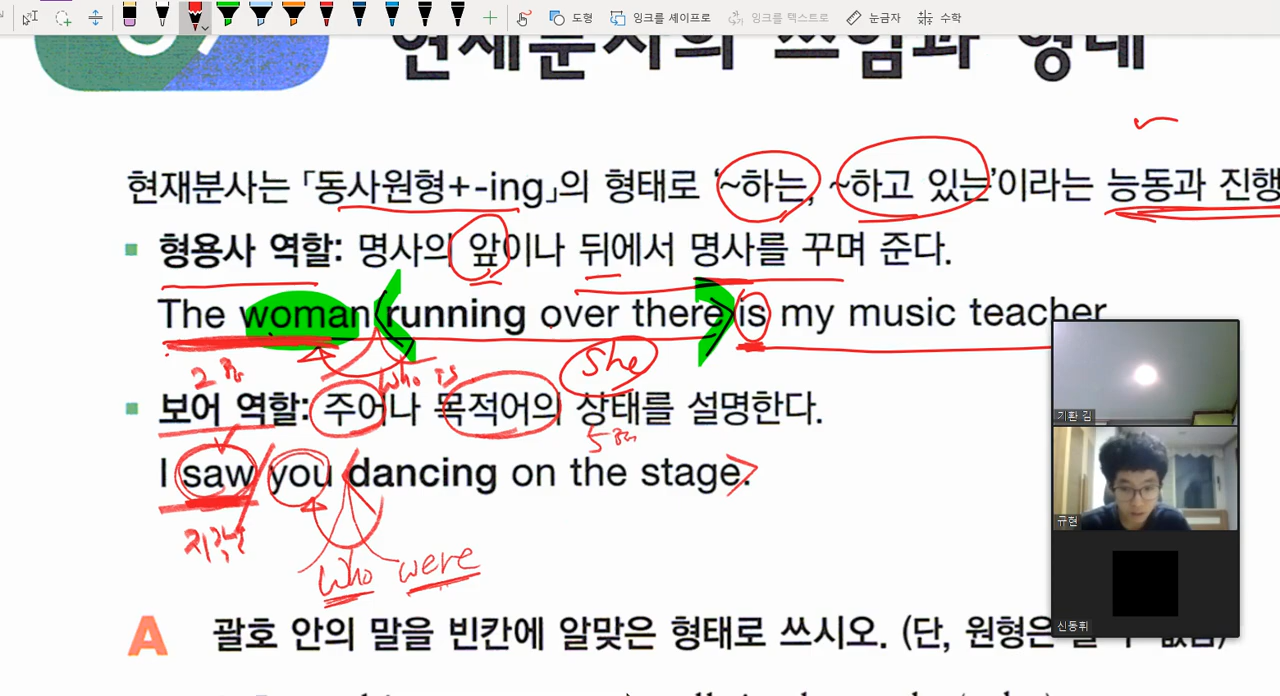 도형 잉크를 셰이프로 잉크를 텍스트로 눈금자 수학
현재분사의 쓰임과 형태
현재분사는 「동사원형+-ing」의 형태로 '~하는, ~하고 있는'이라는 능동과 진행
형용사 역할: 명사의 앞이나 뒤에서 명사를 꾸며 준다.
The woman running over there is my music teacher
who is
She
보어 역할: 주어나 목적어의 상태를 설명한다.
I saw you dancing on the stage.
who were
A 괄호 안의 말을 빈칸에 알맞은 형태로 쓰시오. (단, 원형은
기환 김
규현
신동휘